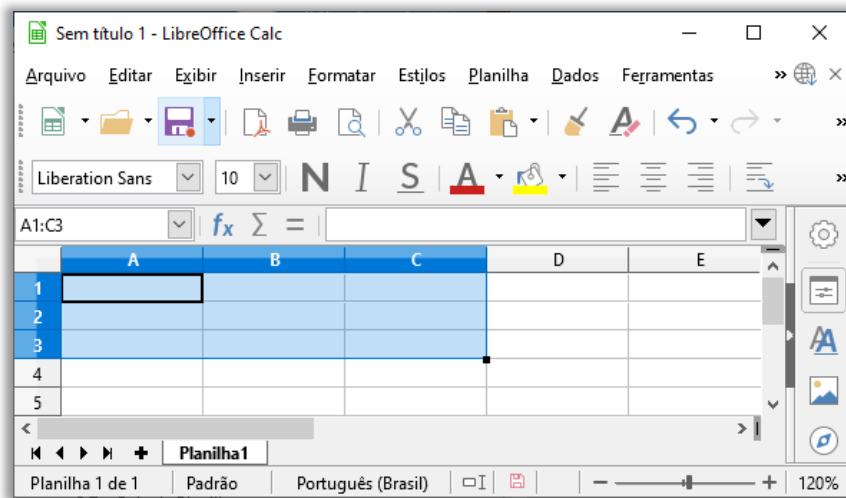 Sem título 1 - LibreOffice Calc
Arquivo Editar Exibir Inserir Formatar Estilos Planilha Dados Ferramentas »
»
Liberation Sans 10 N I S A »
A1:C3 fx Σ =
A B C D E
1
2
3
4
5
Planilha1
Planilha 1 de 1 Padrão Português (Brasil) 120%